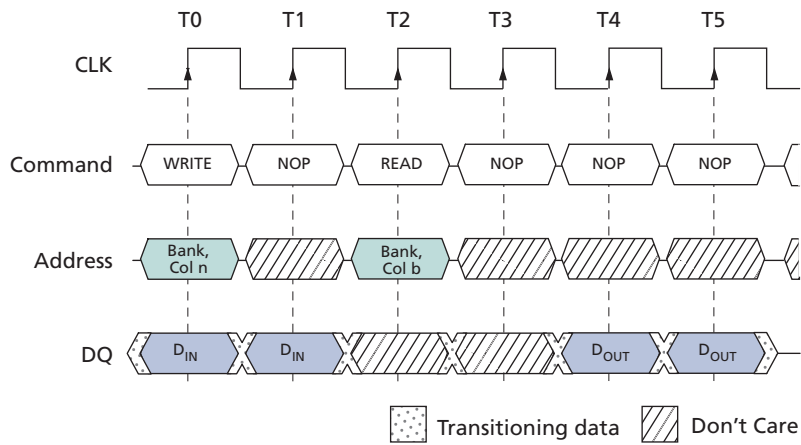 T0 T1 T2 T3 T4 T5
CLK
Command WRITE NOP READ NOP NOP NOP
Address Bank, Col n Bank, Col b
DQ DIN DIN DOUT DOUT
Transitioning data Don't Care